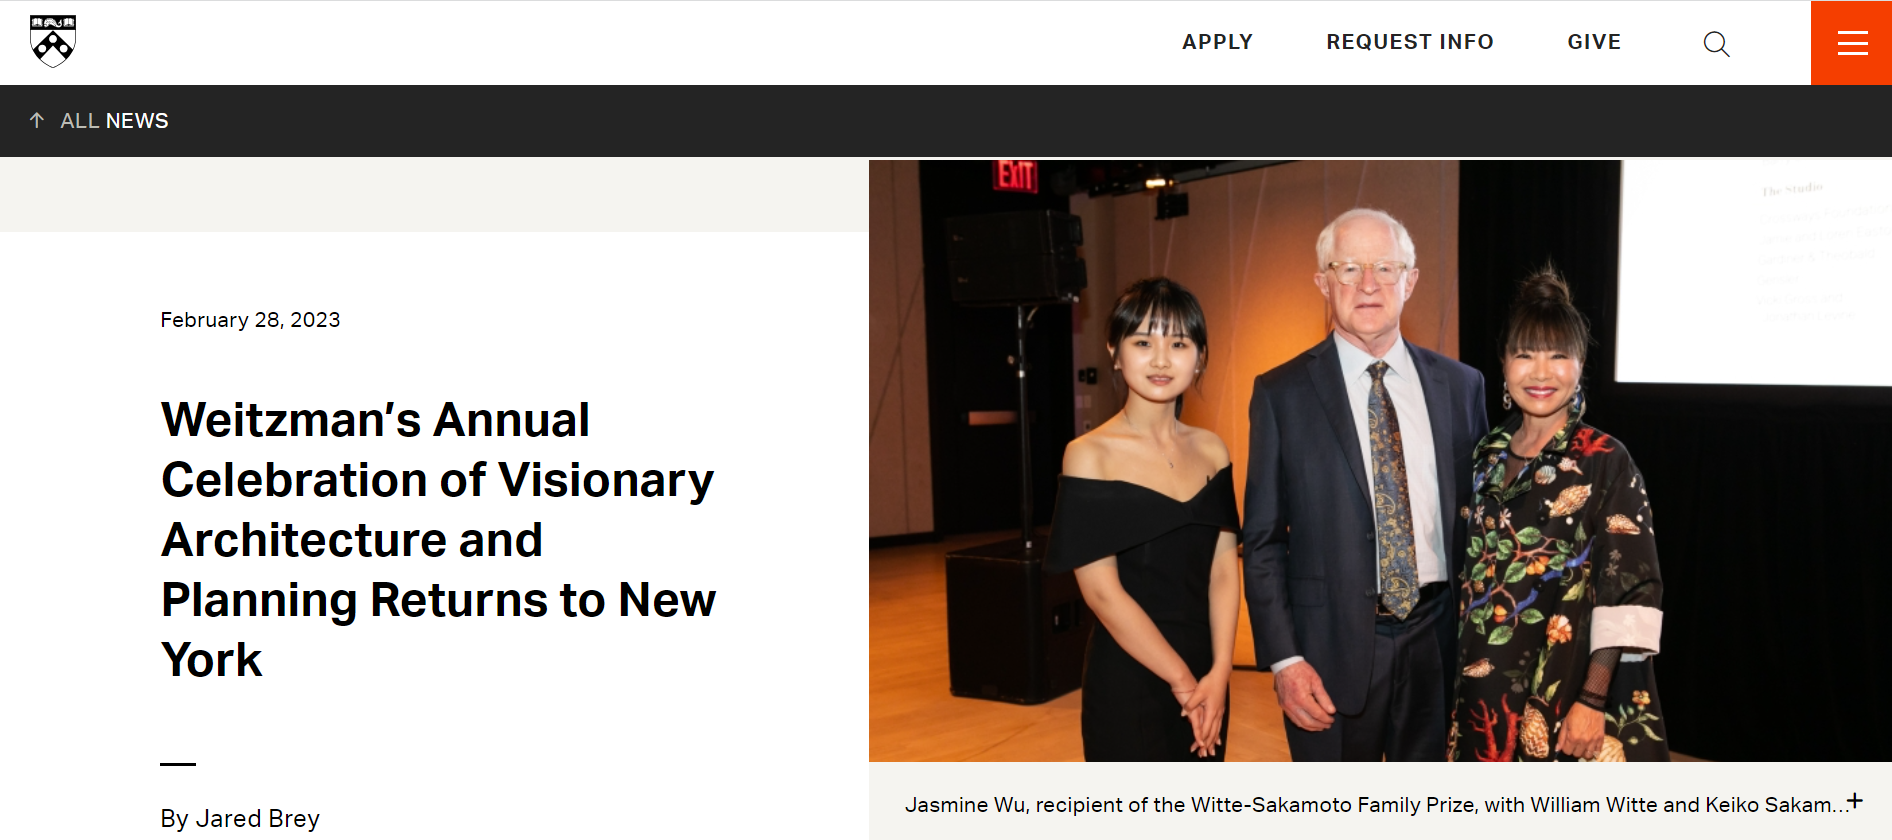 APPLY REQUEST INFO GIVE
↑ ALL NEWS
February 28, 2023
Weitzman’s Annual
Celebration of Visionary
Architecture and
Planning Returns to New
York
By Jared Brey
EXIT
The Studio
Jasmine Wu, recipient of the Witte-Sakamoto Family Prize, with William Witte and Keiko Sakam... +